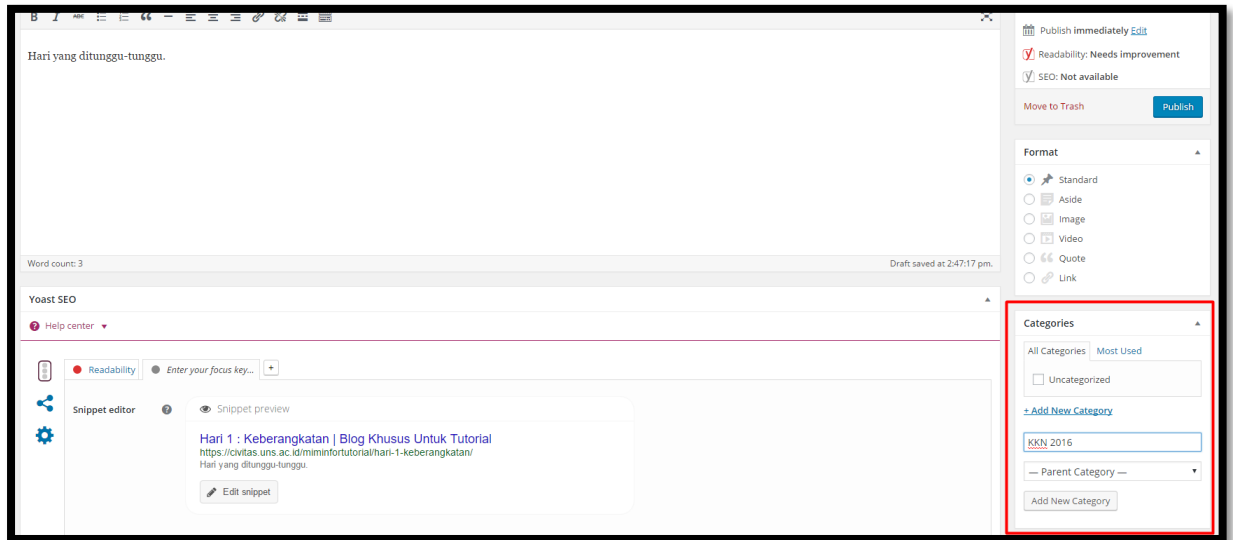 B I ABC
Hari yang ditunggu-tunggu.
Word count: 3
Draft saved at 2:47:17 pm.
Yoast SEO
Help center
Readability
Enter your focus key...
+
Snippet editor
Snippet preview
Hari 1 : Keberangkatan | Blog Khusus Untuk Tutorial
https://civitas.uns.ac.id/miminfortutorial/hari-1-keberangkatan/
Hari yang ditunggu-tunggu.
Edit snippet
Publish immediately Edit
Readability: Needs improvement
SEO: Not available
Move to Trash
Publish
Format
Standard
Aside
Image
Video
Quote
Link
Categories
All Categories
Most Used
Uncategorized
+ Add New Category
KKN 2016
— Parent Category —
Add New Category